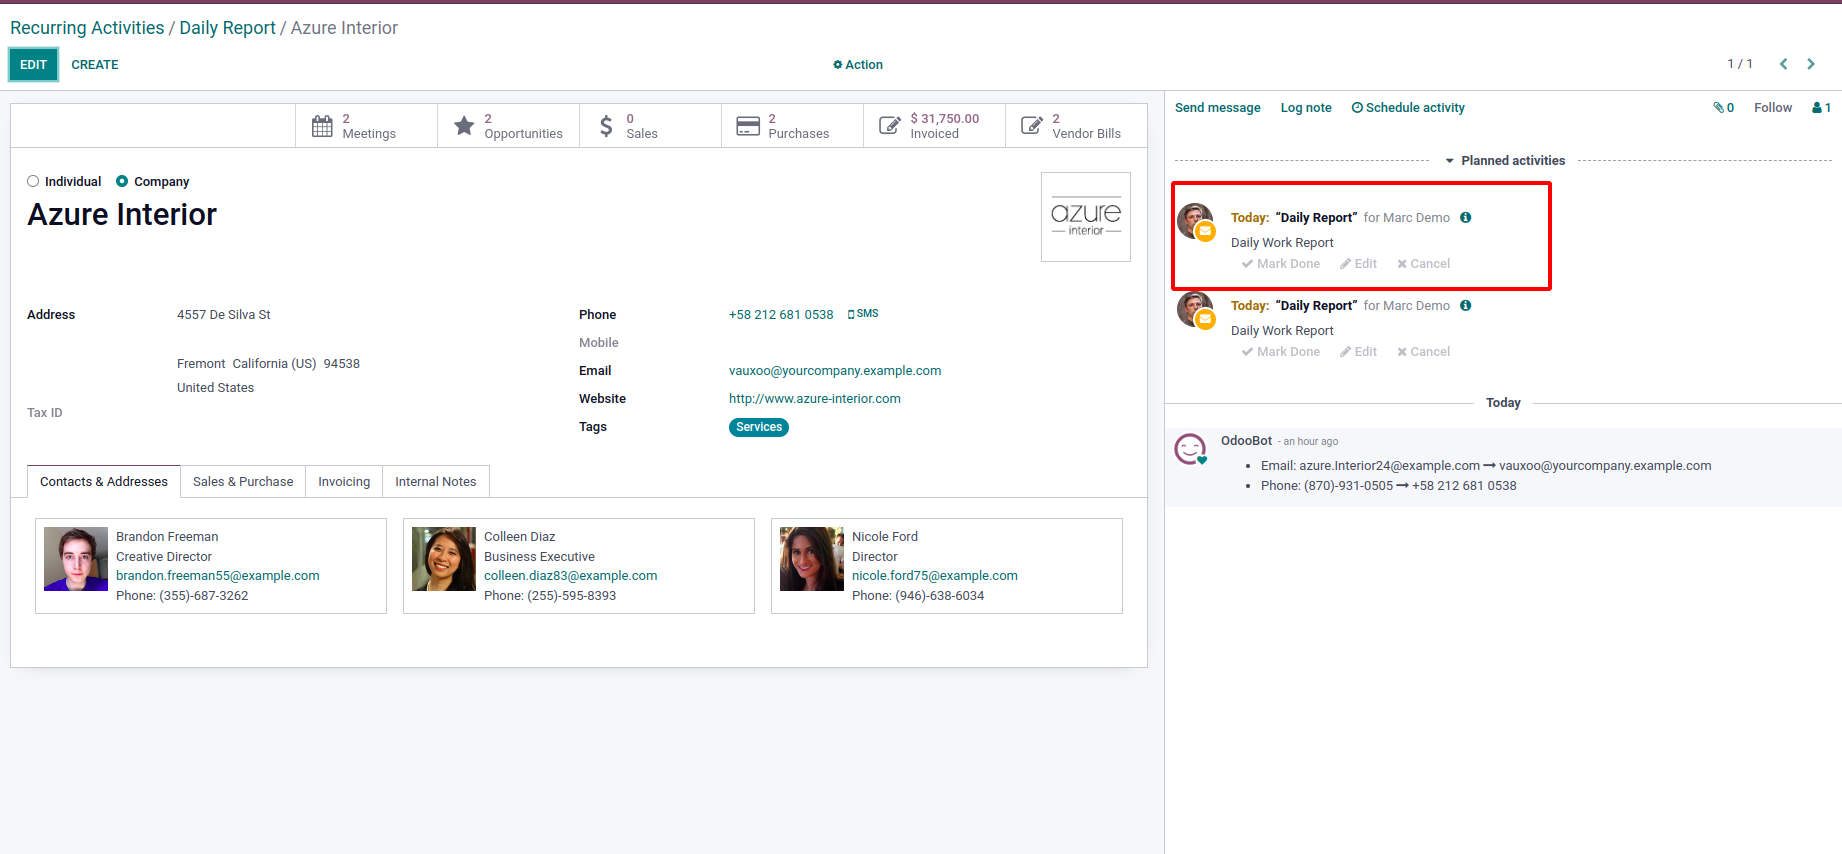 Recurring Activities / Daily Report / Azure Interior
EDIT CREATE Action 1 / 1
2 Meetings
2 Opportunities
0 Sales
2 Purchases
$ 31,750.00 Invoiced
2 Vendor Bills
Individual Company
Azure Interior
azure
interior
Address 4557 De Silva St
Fremont California (US) 94538
United States
Tax ID
Phone +58 212 681 0538 SMS
Mobile
Email vauxoo@yourcompany.example.com
Website http://www.azure-interior.com
Tags Services
Contacts & Addresses Sales & Purchase Invoicing Internal Notes
Brandon Freeman
Creative Director
brandon.freeman55@example.com
Phone: (355)-687-3262
Colleen Diaz
Business Executive
colleen.diaz83@example.com
Phone: (255)-595-8393
Nicole Ford
Director
nicole.ford75@example.com
Phone: (946)-638-6034
Send message Log note Schedule activity 0 Follow 1
Planned activities
Today: “Daily Report” for Marc Demo
Daily Work Report
Mark Done Edit Cancel
Today: “Daily Report” for Marc Demo
Daily Work Report
Mark Done Edit Cancel
Today
OdooBot - an hour ago
• Email: azure.Interior24@example.com → vauxoo@yourcompany.example.com
• Phone: (870)-931-0505 → +58 212 681 0538